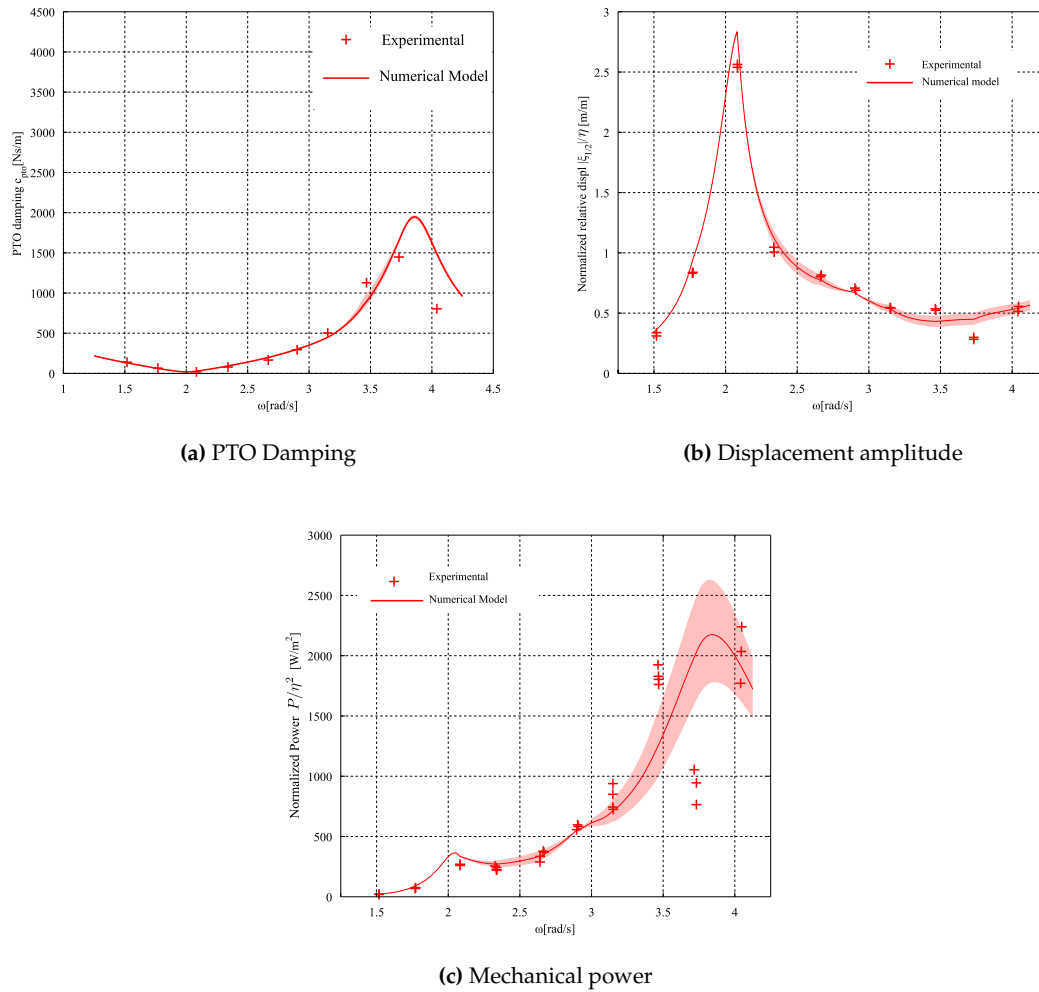 4500
4000
3500
3000
2500
2000
1500
1000
500
0
PTO damping c_pto[Ns/m]
Experimental
Numerical Model
1 1.5 2 2.5 3 3.5 4 4.5
ω[rad/s]
(a) PTO Damping
3
2.5
2
1.5
1
0.5
0
Normalized relative displ |ξ_1/2|/η [m/m]
Experimental
Numerical model
1.5 2 2.5 3 3.5 4
ω[rad/s]
(b) Displacement amplitude
3000
2500
2000
1500
1000
500
0
Normalized Power P/η² [W/m²]
Experimental
Numerical Model
1.5 2 2.5 3 3.5 4
ω[rad/s]
(c) Mechanical power